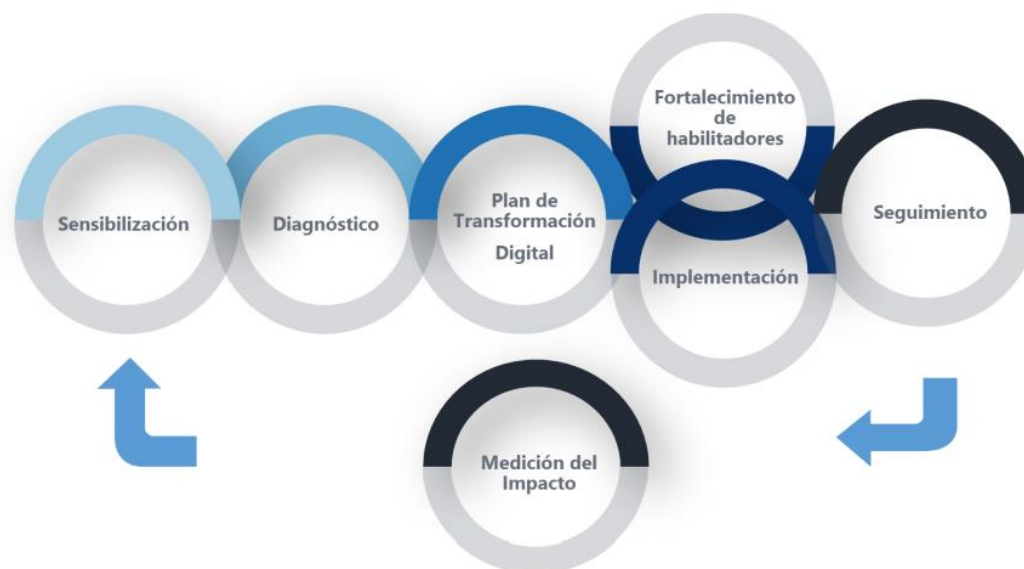 Sensibilización
Diagnóstico
Plan de
Transformación
Digital
Fortalecimiento
de
habilitadores
Implementación
Seguimiento
Medición del
Impacto